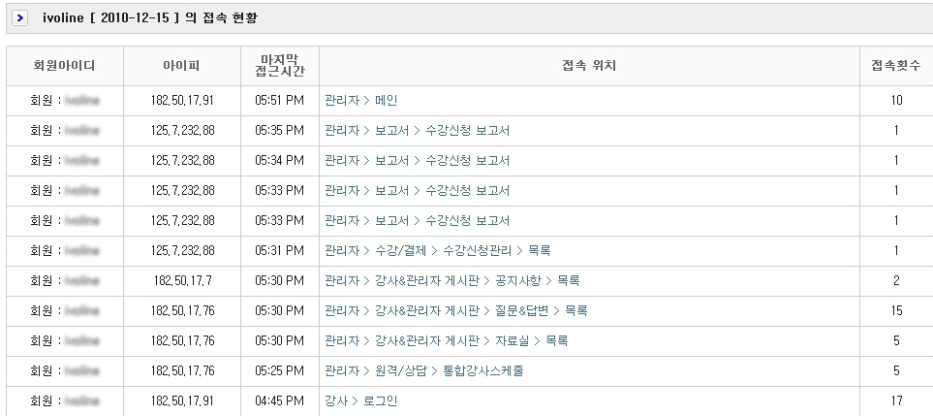 ivoline [ 2010-12-15 ] 의 접속 현황
회원아이디 아이피 마지막 접근시간 접속 위치 접속횟수
회원 : ivoline 182.50.17.91 05:51 PM 관리자 > 메인 10
회원 : ivoline 125.7.232.88 05:35 PM 관리자 > 보고서 > 수강신청 보고서 1
회원 : ivoline 125.7.232.88 05:34 PM 관리자 > 보고서 > 수강신청 보고서 1
회원 : ivoline 125.7.232.88 05:33 PM 관리자 > 보고서 > 수강신청 보고서 1
회원 : ivoline 125.7.232.88 05:33 PM 관리자 > 보고서 > 수강신청 보고서 1
회원 : ivoline 125.7.232.88 05:31 PM 관리자 > 수강/결제 > 수강신청관리 > 목록 1
회원 : ivoline 182.50.17.7 05:30 PM 관리자 > 강사&관리자 게시판 > 공지사항 > 목록 2
회원 : ivoline 182.50.17.76 05:30 PM 관리자 > 강사&관리자 게시판 > 질문&답변 > 목록 15
회원 : ivoline 182.50.17.76 05:30 PM 관리자 > 강사&관리자 게시판 > 자료실 > 목록 5
회원 : ivoline 182.50.17.76 05:25 PM 관리자 > 원격/상담 > 통합강사스케줄 5
회원 : ivoline 182.50.17.91 04:45 PM 강사 > 로그인 17